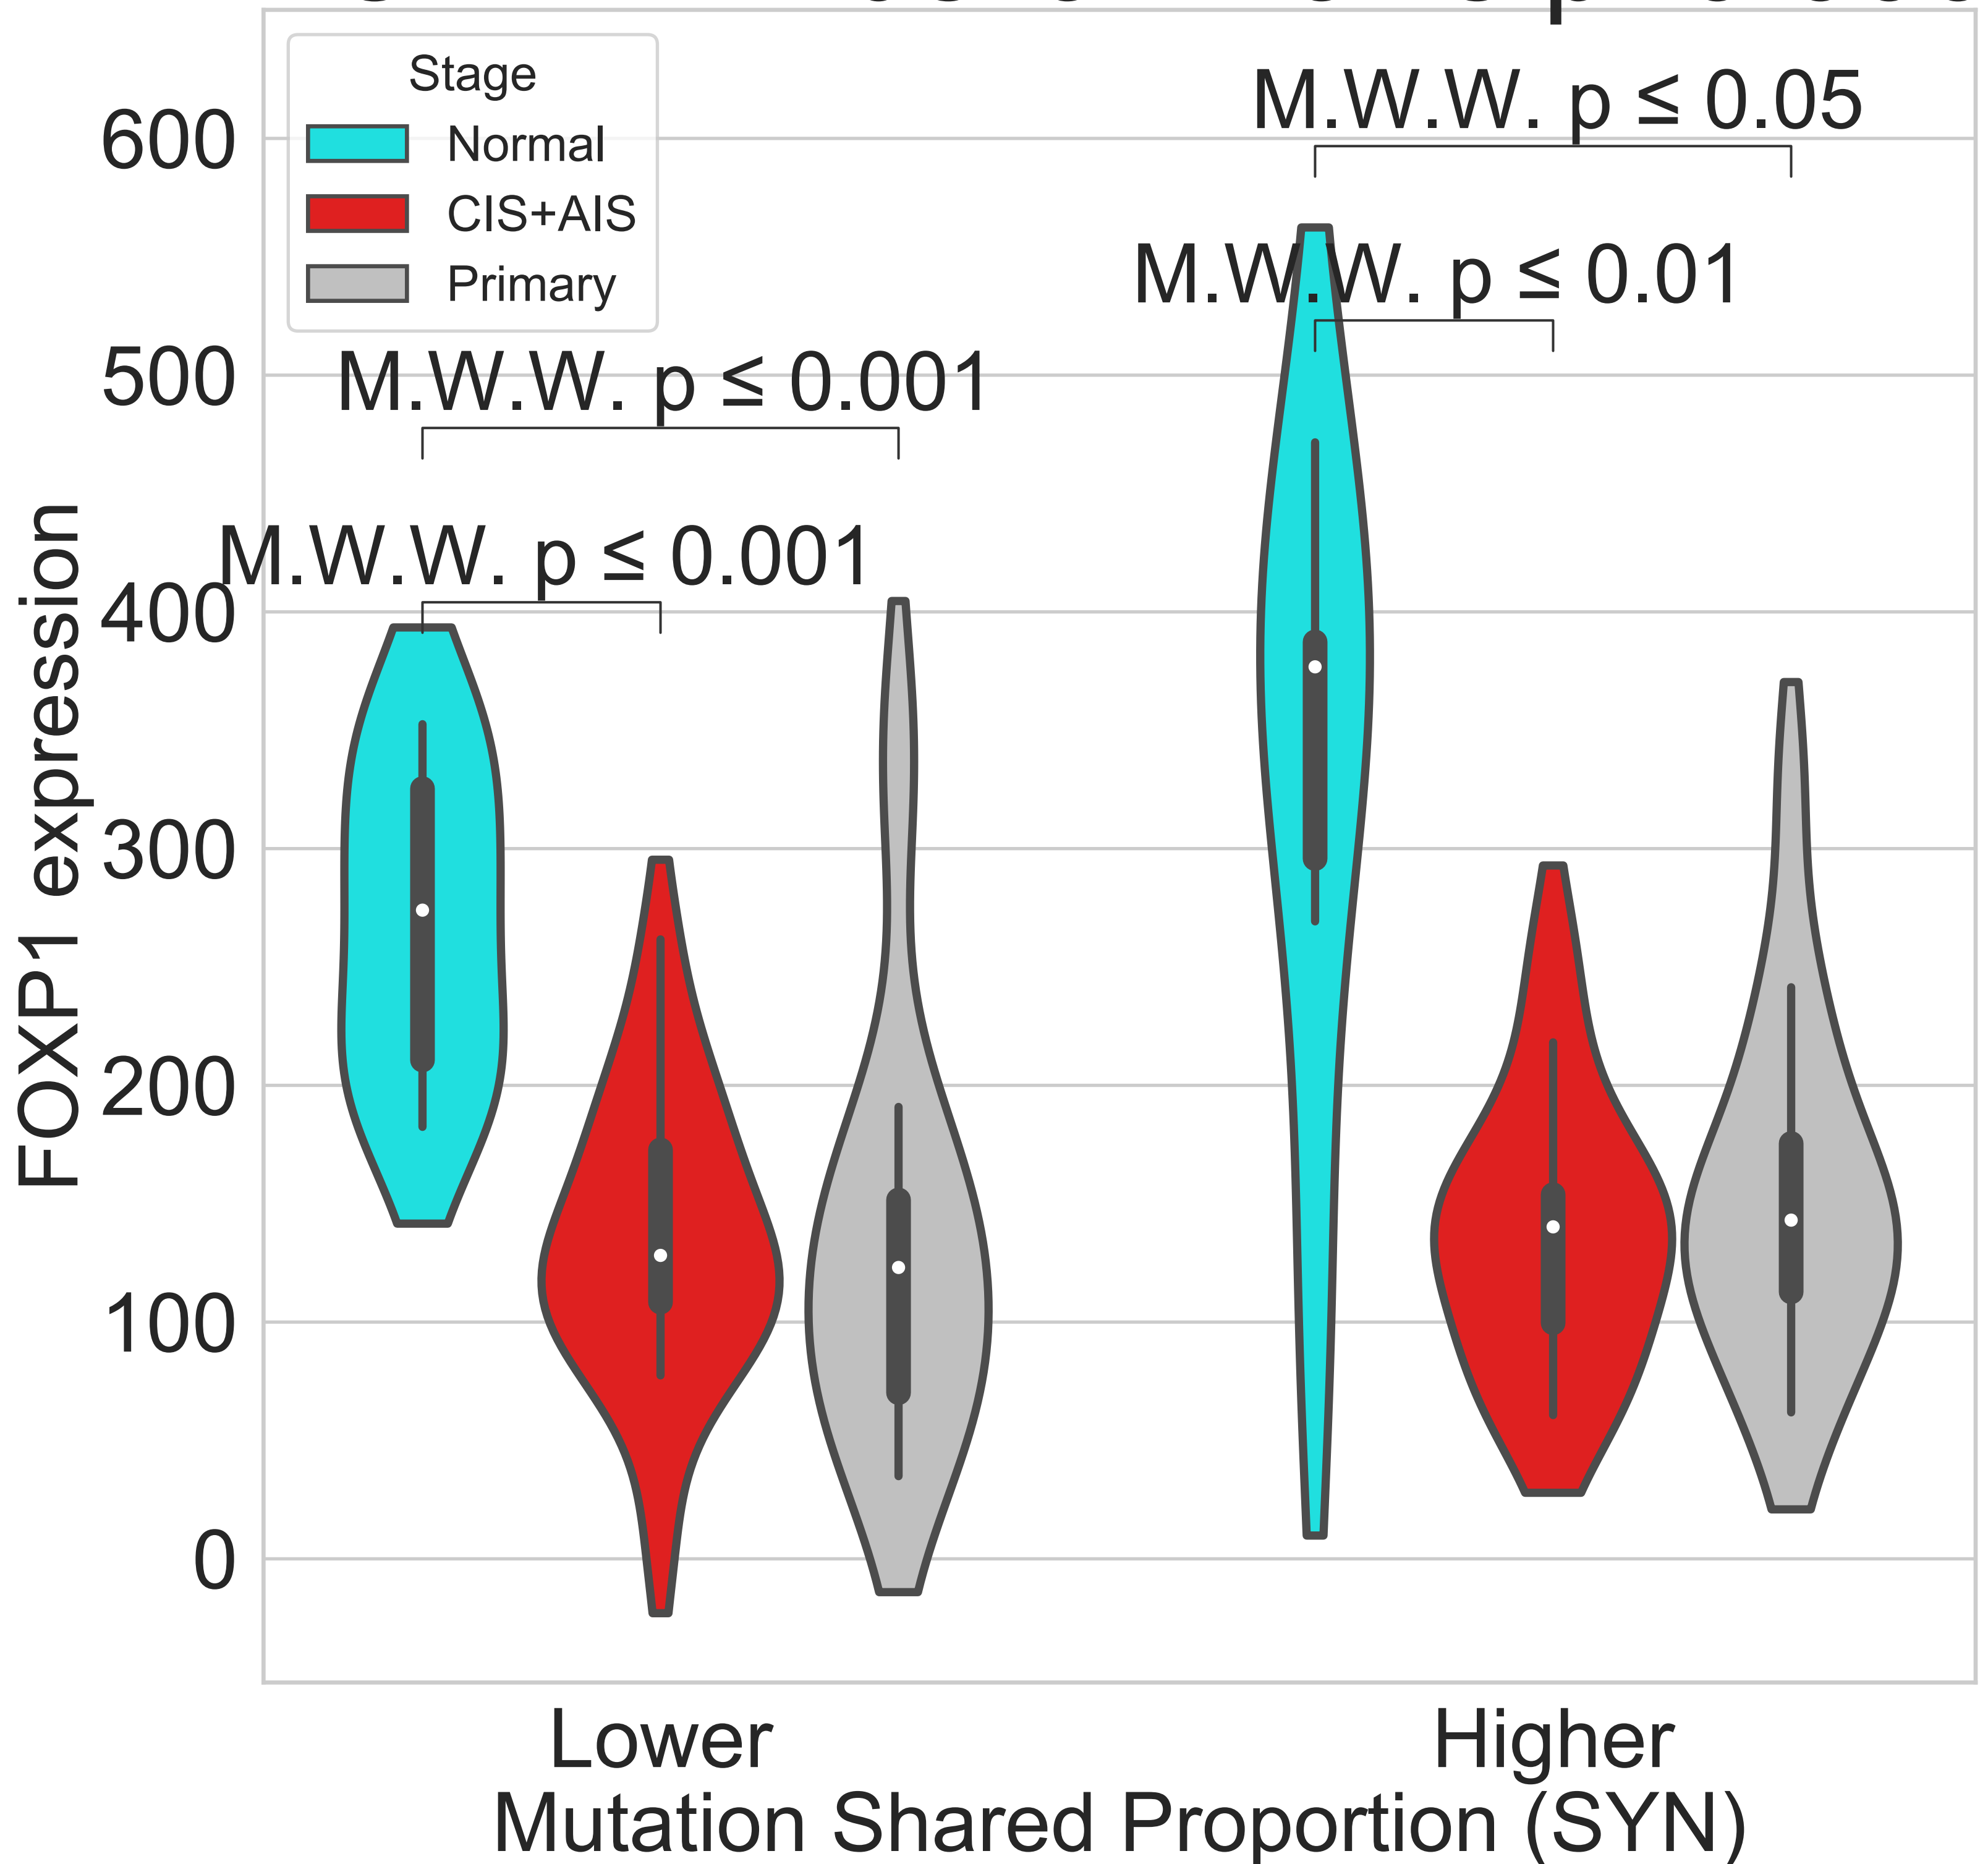 Stage
Normal
CIS+AIS
Primary
M.W.W. p ≤ 0.05
M.W.W. p ≤ 0.01
M.W.W. p ≤ 0.001
M.W.W. p ≤ 0.001
600
500
400
300
200
100
0
FOXP1 expression
Lower
Higher
Mutation Shared Proportion (SYN)